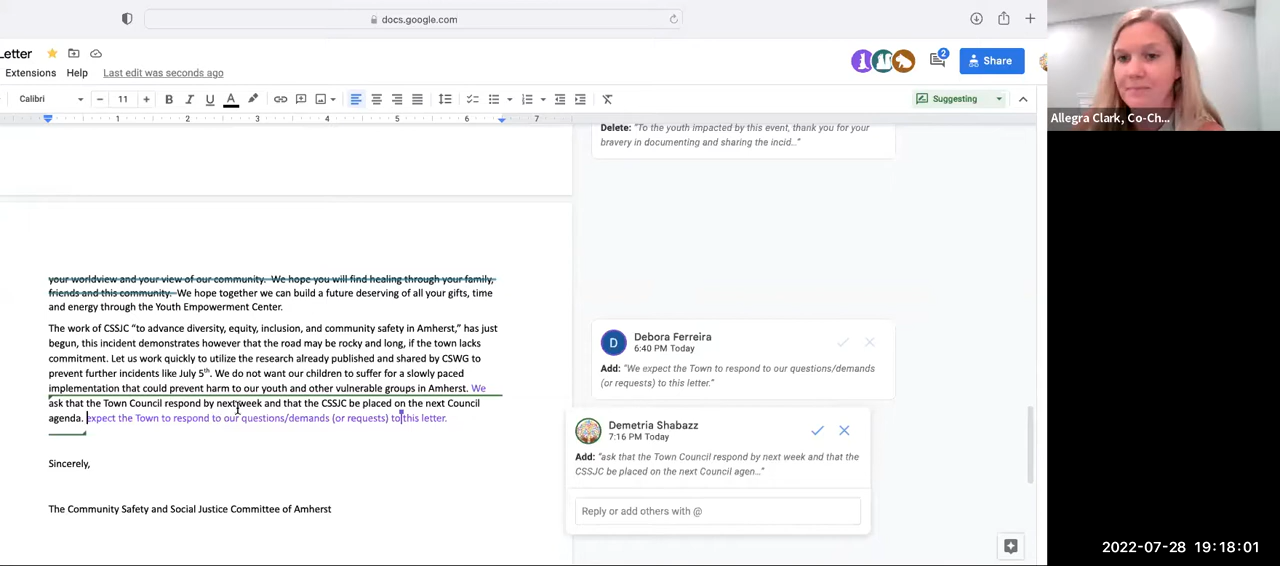 docs.google.com
Letter
Extensions Help Last edit was seconds ago
2
Share
Calibri 11 B I U A
Suggesting
1 2 3 4 5 6 7
Delete: "To the youth impacted by this event, thank you for your
bravery in documenting and sharing the incid..."
your worldview and your view of our community. We hope you will find healing through your family,
friends and this community. We hope together we can build a future deserving of all your gifts, time
and energy through the Youth Empowerment Center.
The work of CSSJC "to advance diversity, equity, inclusion, and community safety in Amherst," has just
begun, this incident demonstrates however that the road may be rocky and long, if the town lacks
commitment. Let us work quickly to utilize the research already published and shared by CSWG to
prevent further incidents like July 5th. We do not want our children to suffer for a slowly paced
implementation that could prevent harm to our youth and other vulnerable groups in Amherst. We
ask that the Town Council respond by next week and that the CSSJC be placed on the next Council
agenda. expect the Town to respond to our questions/demands (or requests) to this letter.
Sincerely,
The Community Safety and Social Justice Committee of Amherst
D
Debora Ferreira
6:40 PM Today
Add: "We expect the Town to respond to our questions/demands
(or requests) to this letter."
Demetria Shabazz
7:16 PM Today
Add: "ask that the Town Council respond by next week and that the
CSSJC be placed on the next Council agen..."
Reply or add others with @
Allegra Clark, Co-Ch...
2022-07-28 19:18:01